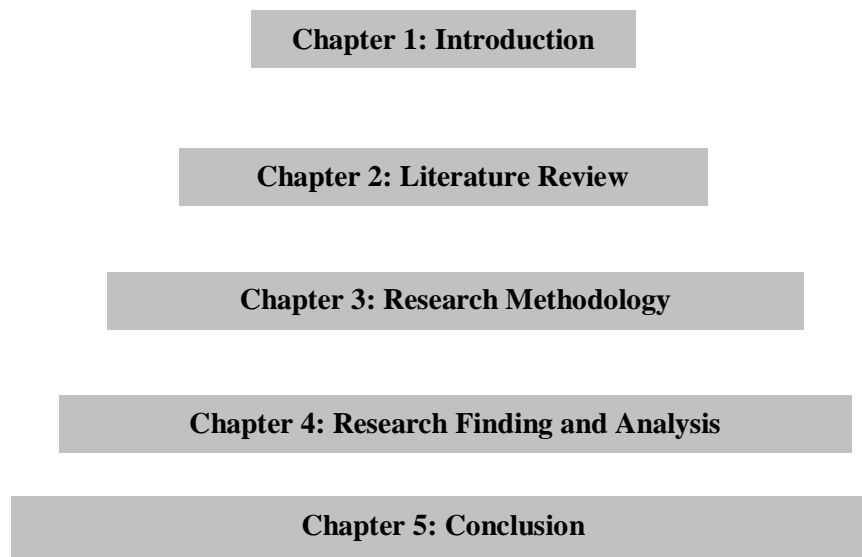 Chapter 1: Introduction
Chapter 2: Literature Review
Chapter 3: Research Methodology
Chapter 4: Research Finding and Analysis
Chapter 5: Conclusion